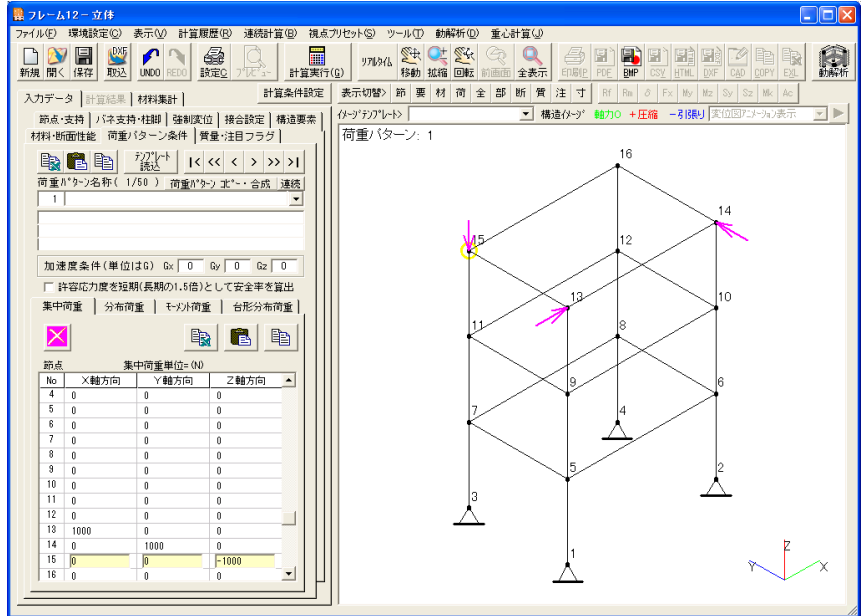 フレーム12－立体
ファイル(F) 環境設定(C) 表示(V) 計算履歴(R) 連続計算(B) 視点プリセット(S) ツール(T) 動解析(D) 重心計算(J)
新規 開く 保存 取込 UNDO REDO 設定C プレビュー 計算実行(G) リアルタイム 移動 拡縮 回転 前画面 全表示 印刷P PDF BMP CSV HTML DXF CAD COPY EXL 動解析
入力データ 計算結果 材料集計 計算条件設定
表示切替> 節 要 材 荷 全 部 断 質 注 寸 Rf Rm Fx My Mz Sy Sz Mk Ac
節点・支持 バネ支持・柱脚 強制変位 接合設定 構造要素
材料・断面性能 荷重パターン条件 質量・注目フラグ
イメージテンプレート> 構造イメージ 軸力0 ＋圧縮 －引張り 変位図アニメーション表示
テンプレート読込 |< << < > >> >|
荷重パターン名称( 1/50 ) 荷重パターン コピー・合成 連続
1
加速度条件(単位はG) Gx 0 Gy 0 Gz 0
許容応力度を短期(長期の1.5倍)として安全率を算出
集中荷重 分布荷重 モーメント荷重 台形分布荷重
節点 集中荷重単位=(N)
No X軸方向 Y軸方向 Z軸方向
4 0 0 0
5 0 0 0
6 0 0 0
7 0 0 0
8 0 0 0
9 0 0 0
10 0 0 0
11 0 0 0
12 0 0 0
13 1000 0 0
14 0 1000 0
15 0 0 -1000
16 0 0 0
荷重パターン: 1
16
14
15
12
13
10
11
8
9
6
7
4
5
2
3
1
Z
Y
X